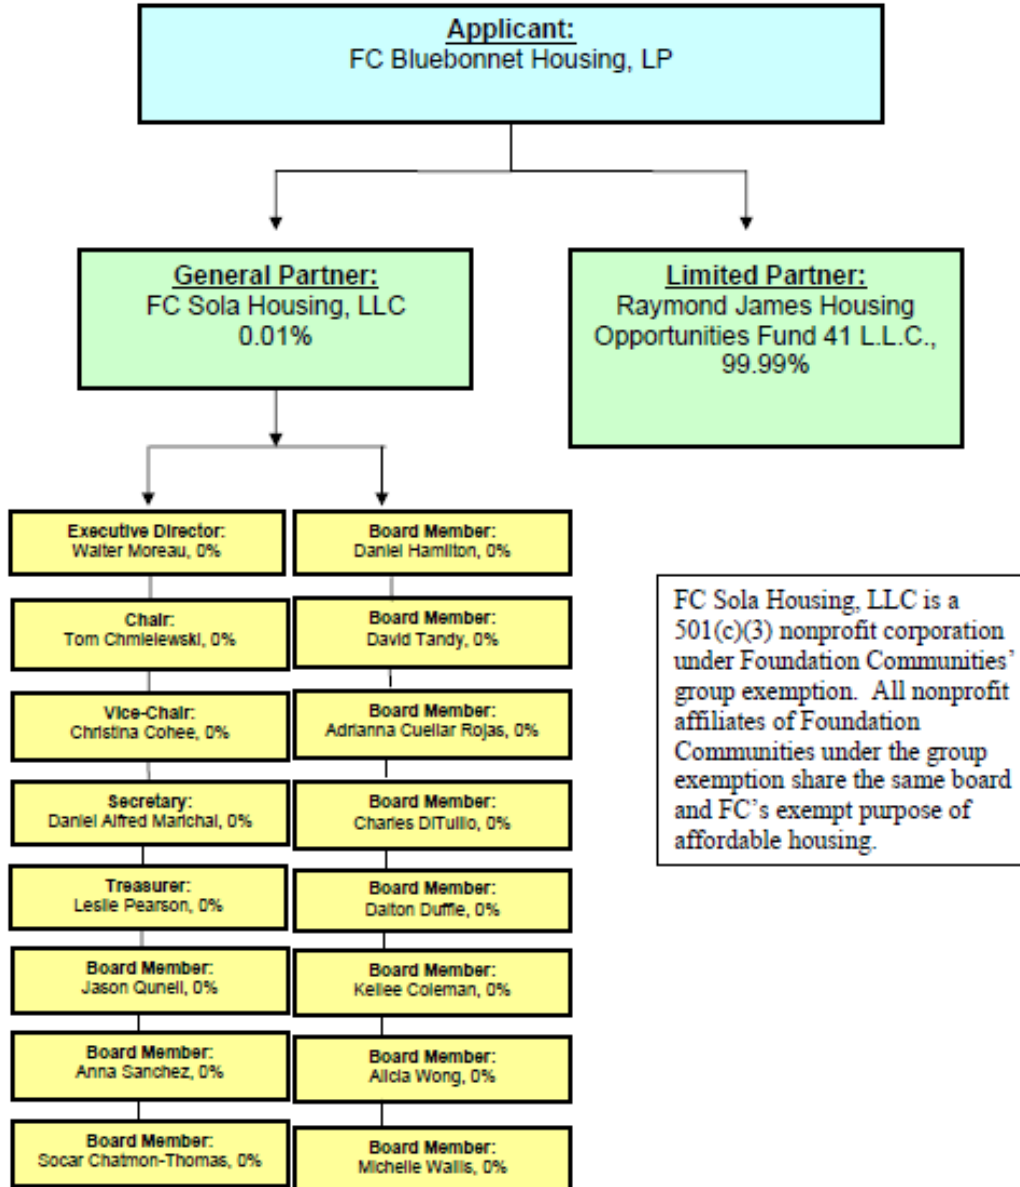 Applicant:
FC Bluebonnet Housing, LP
General Partner:
FC Sola Housing, LLC
0.01%
Limited Partner:
Raymond James Housing
Opportunities Fund 41 L.L.C.,
99.99%
Executive Director:
Walter Moreau, 0%
Chair:
Tom Chmielewski, 0%
Vice-Chair:
Christina Cohee, 0%
Secretary:
Daniel Alfred Marichal, 0%
Treasurer:
Leslie Pearson, 0%
Board Member:
Jason Qunell, 0%
Board Member:
Anna Sanchez, 0%
Board Member:
Socar Chatmon-Thomas, 0%
Board Member:
Daniel Hamilton, 0%
Board Member:
David Tandy, 0%
Board Member:
Adrianna Cuellar Rojas, 0%
Board Member:
Charles DiTullio, 0%
Board Member:
Dalton Duffie, 0%
Board Member:
Kellee Coleman, 0%
Board Member:
Alicia Wong, 0%
Board Member:
Michelle Wallis, 0%
FC Sola Housing, LLC is a
501(c)(3) nonprofit corporation
under Foundation Communities’
group exemption.  All nonprofit
affiliates of Foundation
Communities under the group
exemption share the same board
and FC’s exempt purpose of
affordable housing.